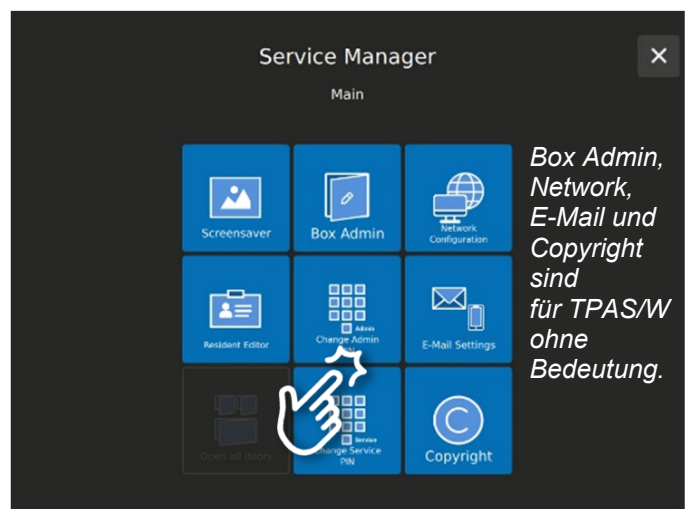 Service Manager
Main
Screensaver
Box Admin
Network
Configuration
Box Admin,
Network,
E-Mail und
Copyright
sind
für TPAS/W
ohne
Bedeutung.
Resident Editor
Admin
Change Admin
E-Mail Settings
Open all doors
Service
Change Service
PIN
Copyright